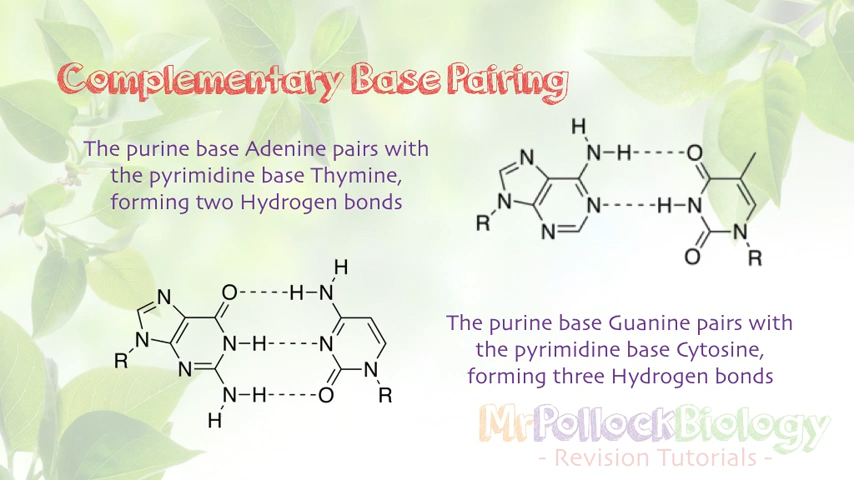 Complementary Base Pairing
The purine base Adenine pairs with
the pyrimidine base Thymine,
forming two Hydrogen bonds
H
N N–H-----O
R N N-----H–N
N O N
R
H
N O-----H–N
N N–H-----N
R N N–H-----O N R
H
The purine base Guanine pairs with
the pyrimidine base Cytosine,
forming three Hydrogen bonds
MrPollockBiology
- Revision Tutorials -